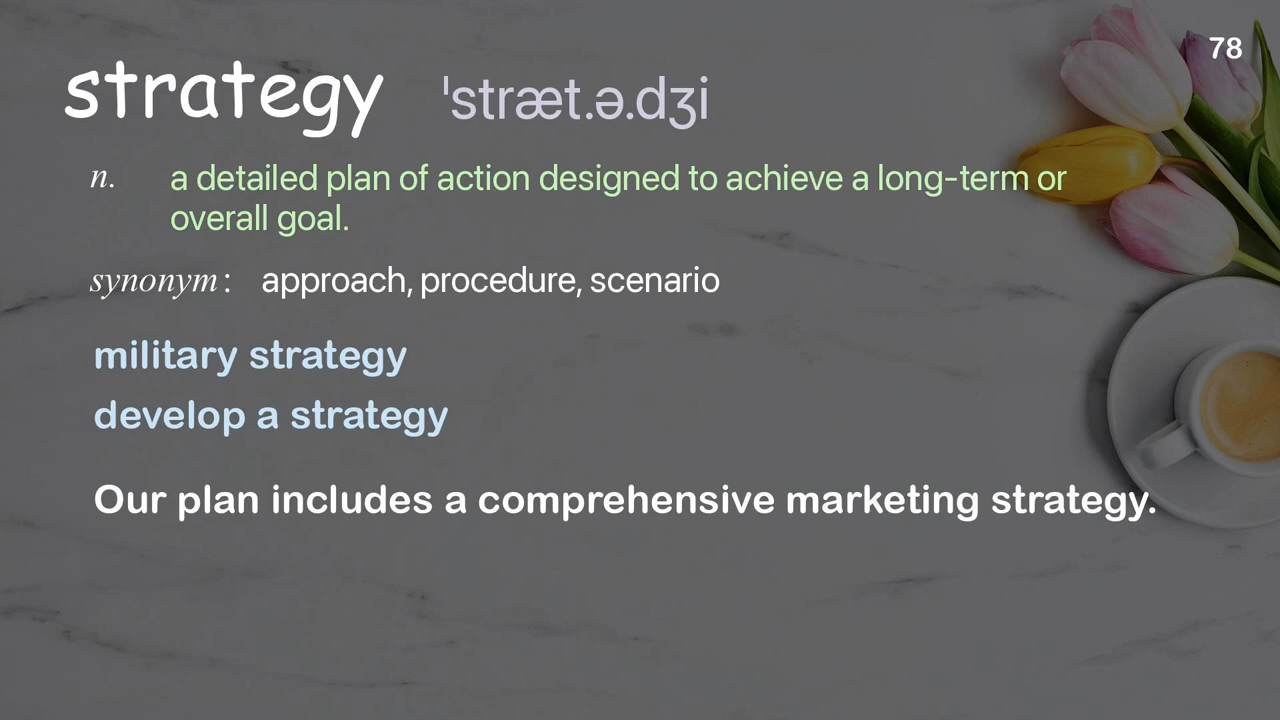 78
strategy ˈstræt.ə.dʒi
n. a detailed plan of action designed to achieve a long-term or
overall goal.
synonym: approach, procedure, scenario
military strategy
develop a strategy
Our plan includes a comprehensive marketing strategy.